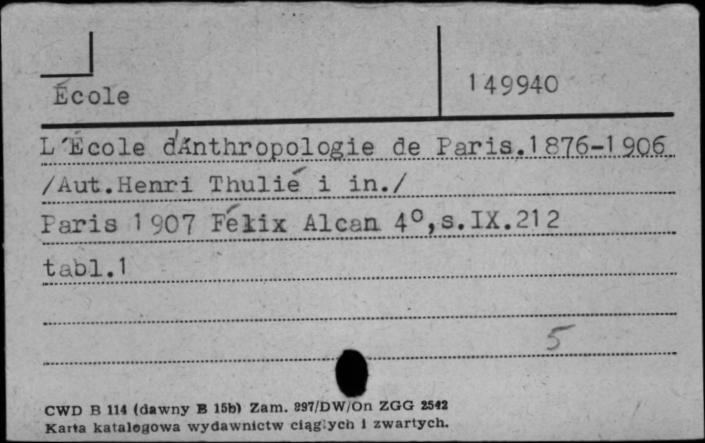 École
149940
L'École d'Anthropologie de Paris.1876-1906
/Aut.Henri Thulié i in./
Paris 1907 Félix Alcan 4°,s.IX.212
tabl.1
5
CWD B 114 (dawny B 15b) Zam. 897/DW/On ZGG 2542
Karta katalogowa wydawnictw ciągłych i zwartych.